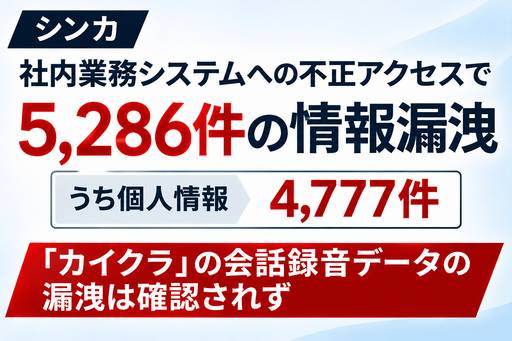 シンカ
社内業務システムへの不正アクセスで
5,286件の情報漏洩
うち個人情報 4,777件
「カイクラ」の会話録音データの
漏洩は確認されず